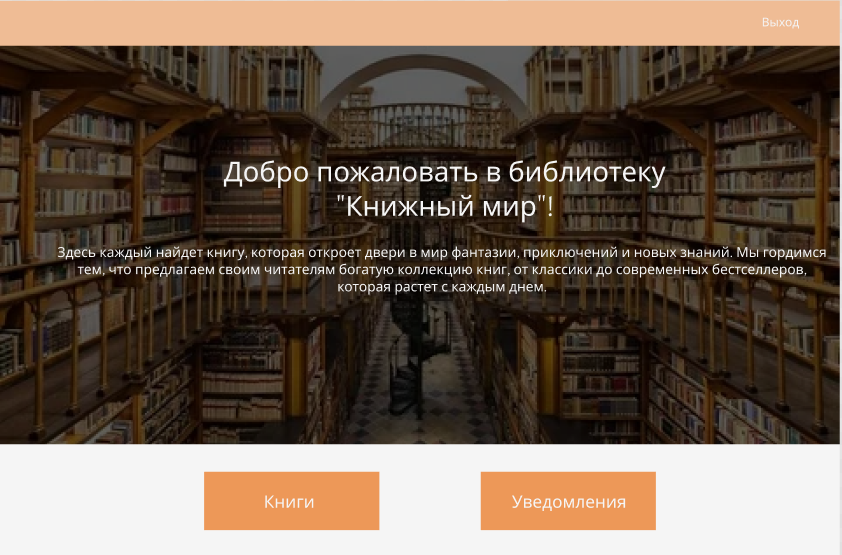 Выход
Добро пожаловать в библиотеку
"Книжный мир"!
Здесь каждый найдет книгу, которая откроет двери в мир фантазии, приключений и новых знаний. Мы гордимся
тем, что предлагаем своим читателям богатую коллекцию книг, от классики до современных бестселлеров,
которая растет с каждым днем.
Книги
Уведомления